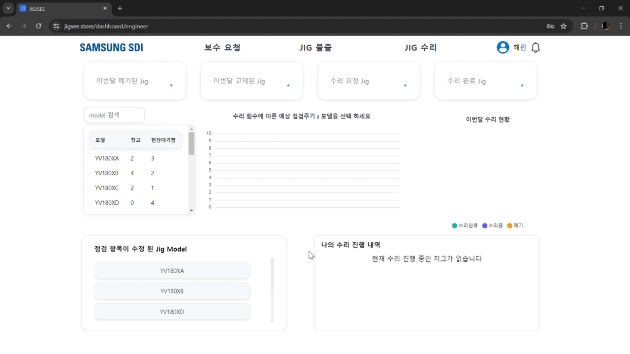 JIGSEE
jigsee.store/dashboard/engineer
SAMSUNG SDI 보수 요청 JIG 불출 JIG 수리 해린
이번달 폐기된 Jig 이번달 교체된 Jig 수리 요청 Jig 수리 완료 Jig
model 검색
수리 횟수에 따른 예상 점검주기 : 모델을 선택 하세요
이번달 수리 현황
모델 창고 현장대기함
YV180XA 2 3
YV180XB 4 2
YV180XC 2 1
YV180XD 0 4
10
9
8
7
6
5
4
3
2
1
0
수리완료 수리중 폐기
점검 항목이 수정 된 Jig Model
YV180XA
YV180XB
YV180XD
나의 수리 진행 내역
현재 수리 진행 중인 지그가 없습니다